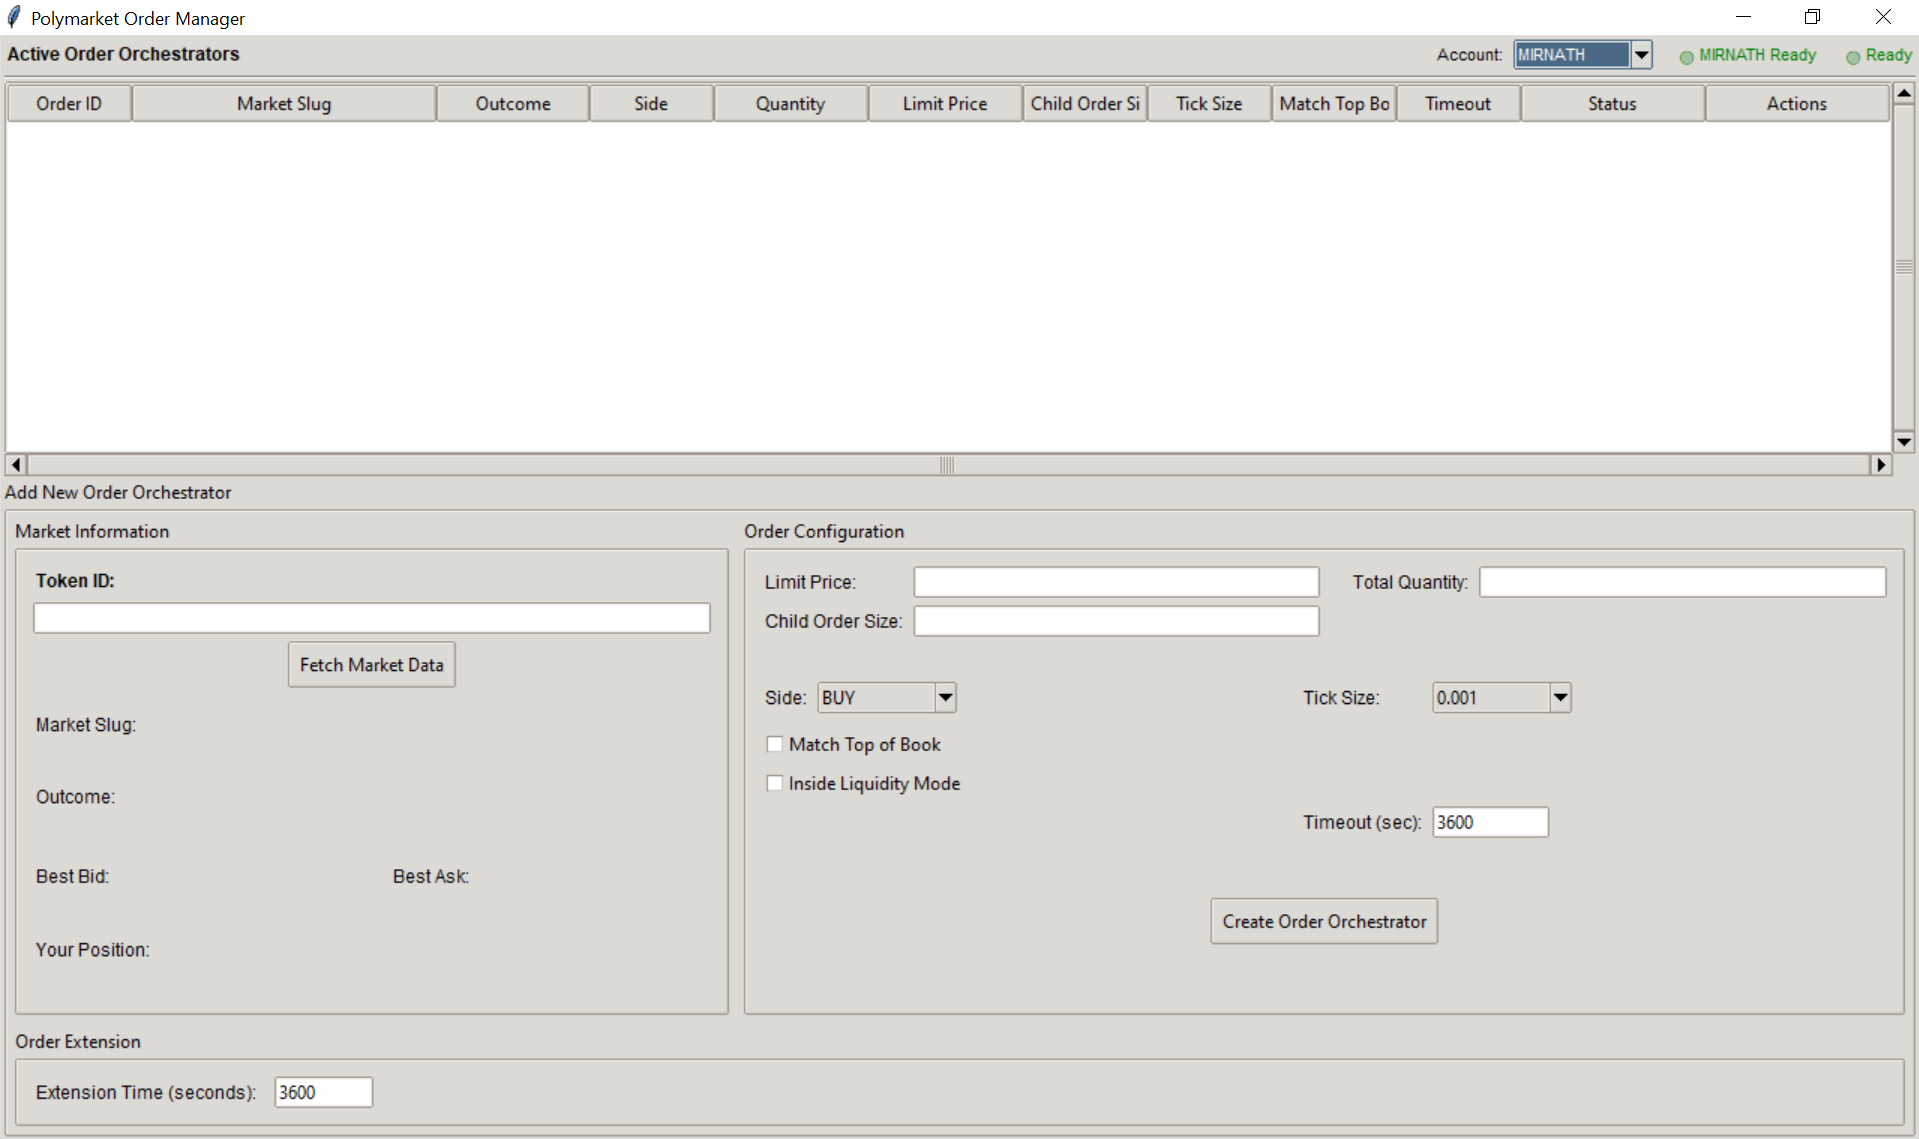 Polymarket Order Manager
Active Order Orchestrators
Account: MIRNATH MIRNATH Ready Ready
Order ID Market Slug Outcome Side Quantity Limit Price Child Order Si Tick Size Match Top Bo Timeout Status Actions
Add New Order Orchestrator
Market Information
Token ID:
Fetch Market Data
Market Slug:
Outcome:
Best Bid: Best Ask:
Your Position:
Order Configuration
Limit Price: Total Quantity:
Child Order Size:
Side: BUY Tick Size: 0.001
Match Top of Book
Inside Liquidity Mode
Timeout (sec): 3600
Create Order Orchestrator
Order Extension
Extension Time (seconds): 3600